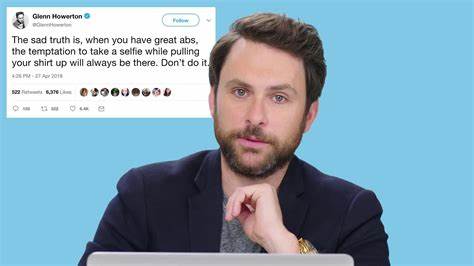 Glenn Howerton
@GlennHowerton
Follow
The sad truth is, when you have great abs,
the temptation to take a selfie while pulling
your shirt up will always be there. Don't do it.
4:26 PM - 27 Apr 2018
522 Retweets 6,376 Likes
6.4K